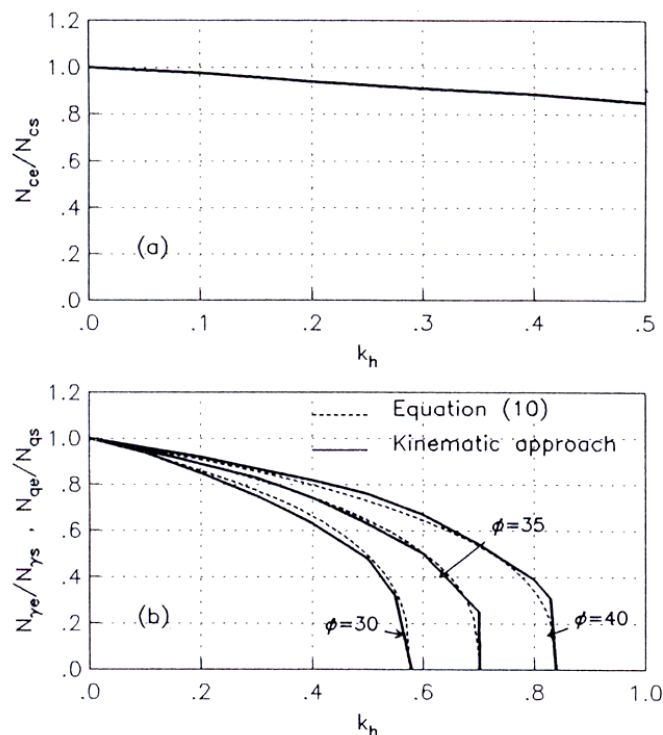 1.2
1.0
.8
.6
.4
.2
.0
N_ce/N_cs
(a)
.0 .1 .2 .3 .4 .5
k_h
1.2
1.0
.8
.6
.4
.2
.0
N_γe/N_γs , N_qe/N_qs
Equation (10)
Kinematic approach
ϕ=35
ϕ=30
ϕ=40
(b)
.0 .2 .4 .6 .8 1.0
k_h